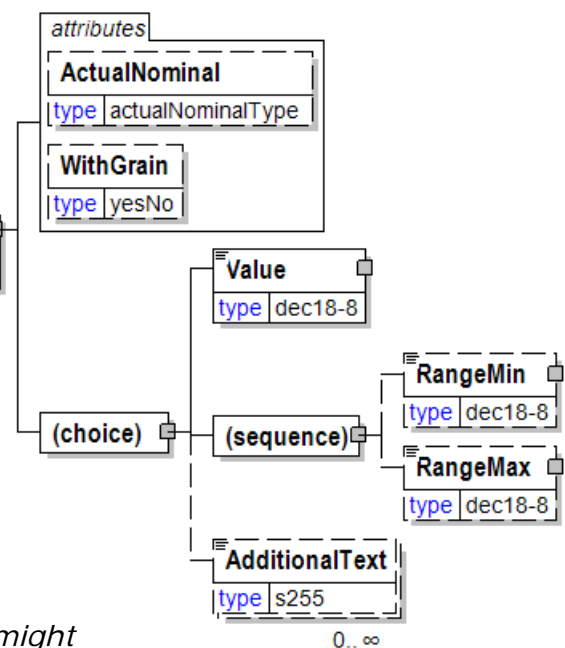 attributes
ActualNominal
type actualNominalType
WithGrain
type yesNo
Value
type dec18-8
(choice)
(sequence)
RangeMin
type dec18-8
RangeMax
type dec18-8
AdditionalText
type s255
0.. ∞
might